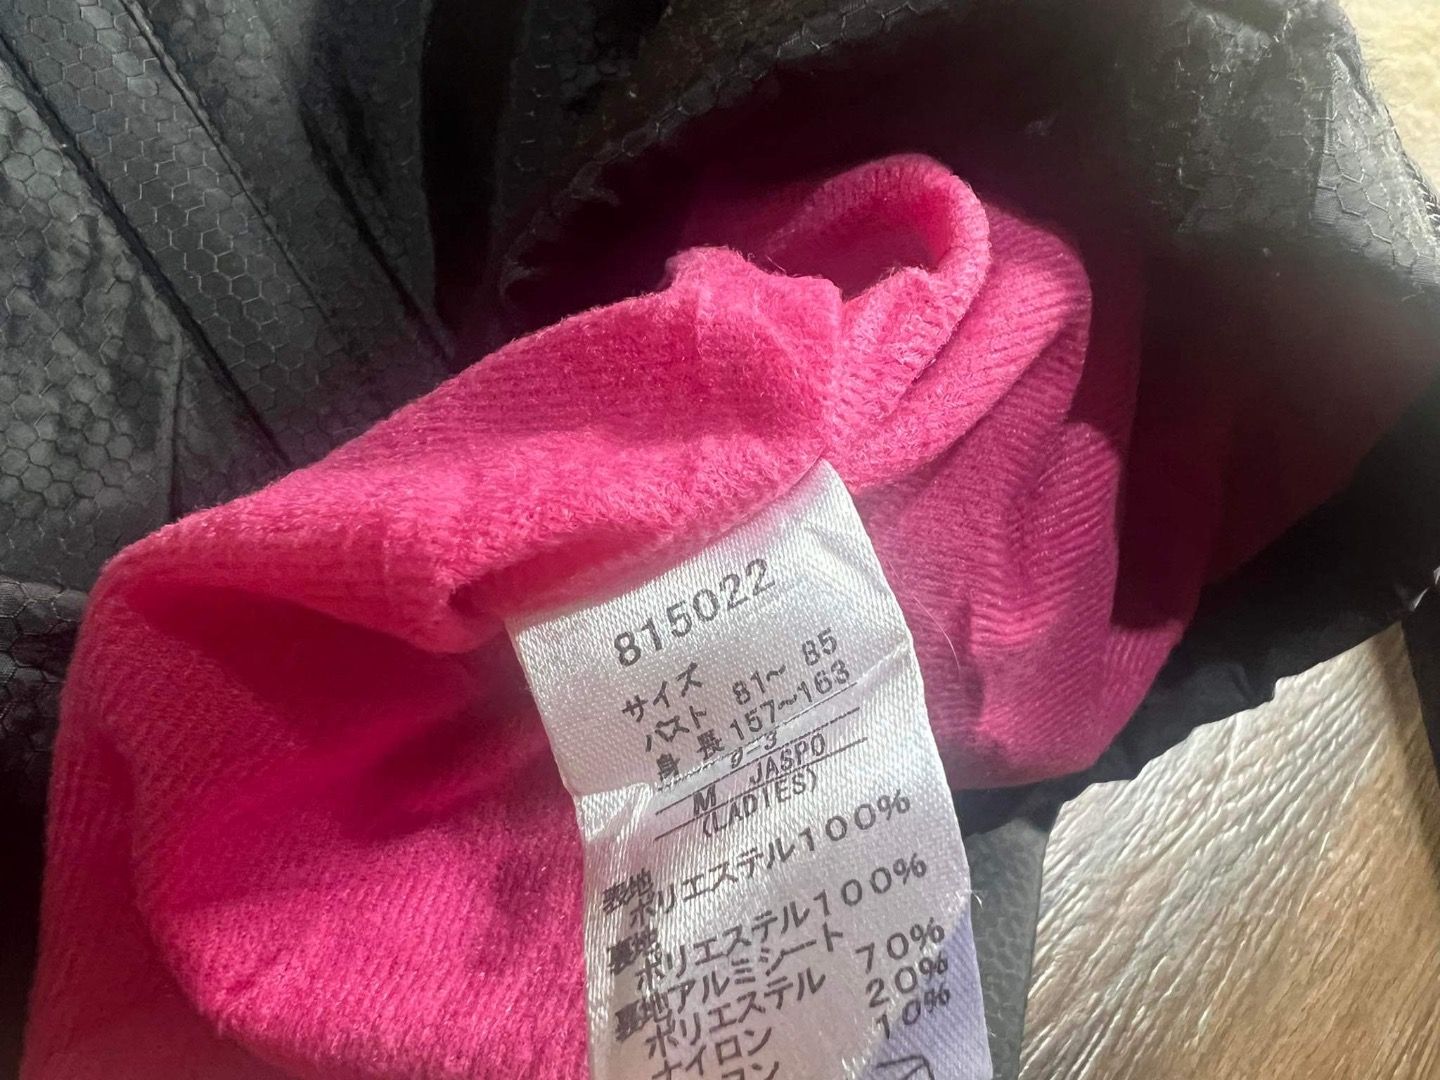 815022
サイズ
バスト 81～ 85
身 長 157～163
g-3
M JASPO
(LADIES)
表地
ポリエステル100%
裏地
ポリエステル100%
裏地アルミシート
ポリエステル 70%
ナイロン 20%
10%